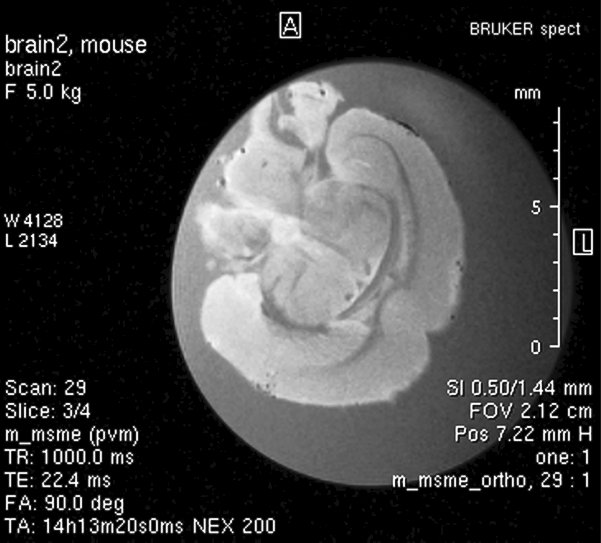 A
BRUKER spect
brain2, mouse
brain2
F 5.0 kg
mm
5
0
W 4128
L 2134
L
Scan: 29
Slice: 3/4
m_msme (pvm)
TR: 1000.0 ms
TE: 22.4 ms
FA: 90.0 deg
TA: 14h13m20s0ms NEX 200
SI 0.50/1.44 mm
FOV 2.12 cm
Pos 7.22 mm H
one: 1
m_msme_ortho, 29 : 1